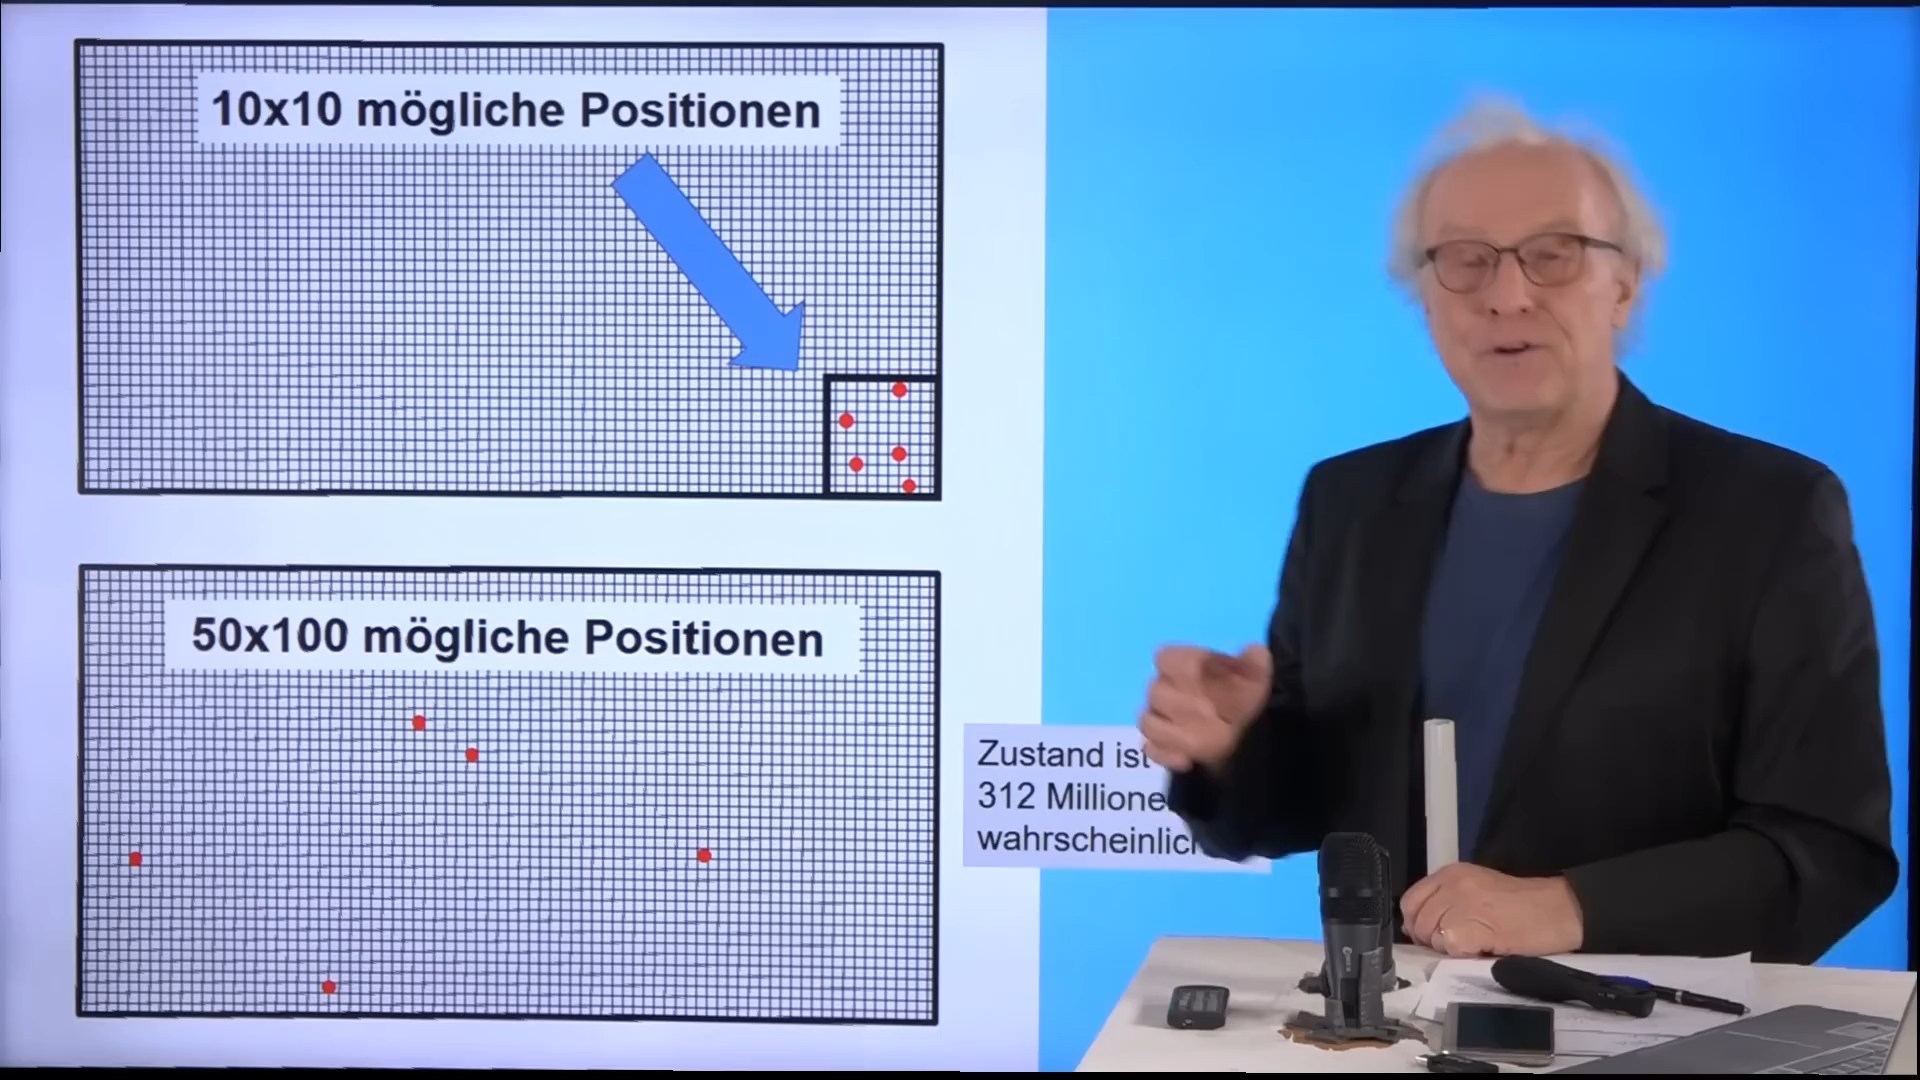 10x10 mögliche Positionen
50x100 mögliche Positionen
Zustand ist
312 Millione
wahrscheinlic